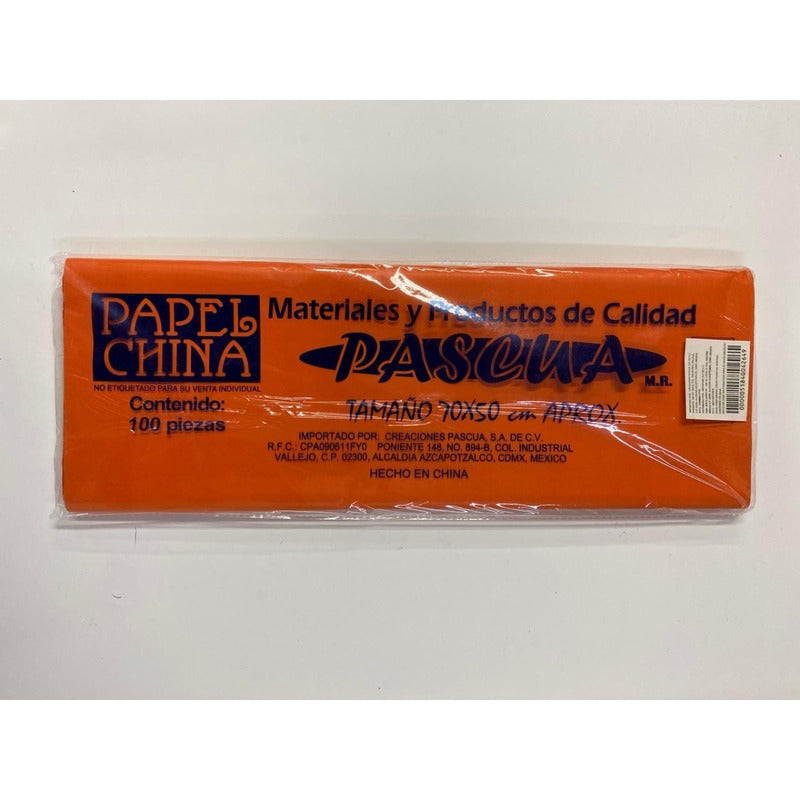 PAPEL
CHINA
NO ETIQUETADO PARA SU VENTA INDIVIDUAL
Contenido:
100 piezas
Materiales y Productos de Calidad
PASCUA M.R.
TAMAÑO 70X50 cm APROX.
IMPORTADO POR: CREACIONES PASCUA, S.A. DE C.V.
R.F.C.: CPA090611FY0 PONIENTE 148, NO. 894-B, COL. INDUSTRIAL
VALLEJO, C.P. 02300, ALCALDIA AZCAPOTZALCO, CDMX, MEXICO
HECHO EN CHINA